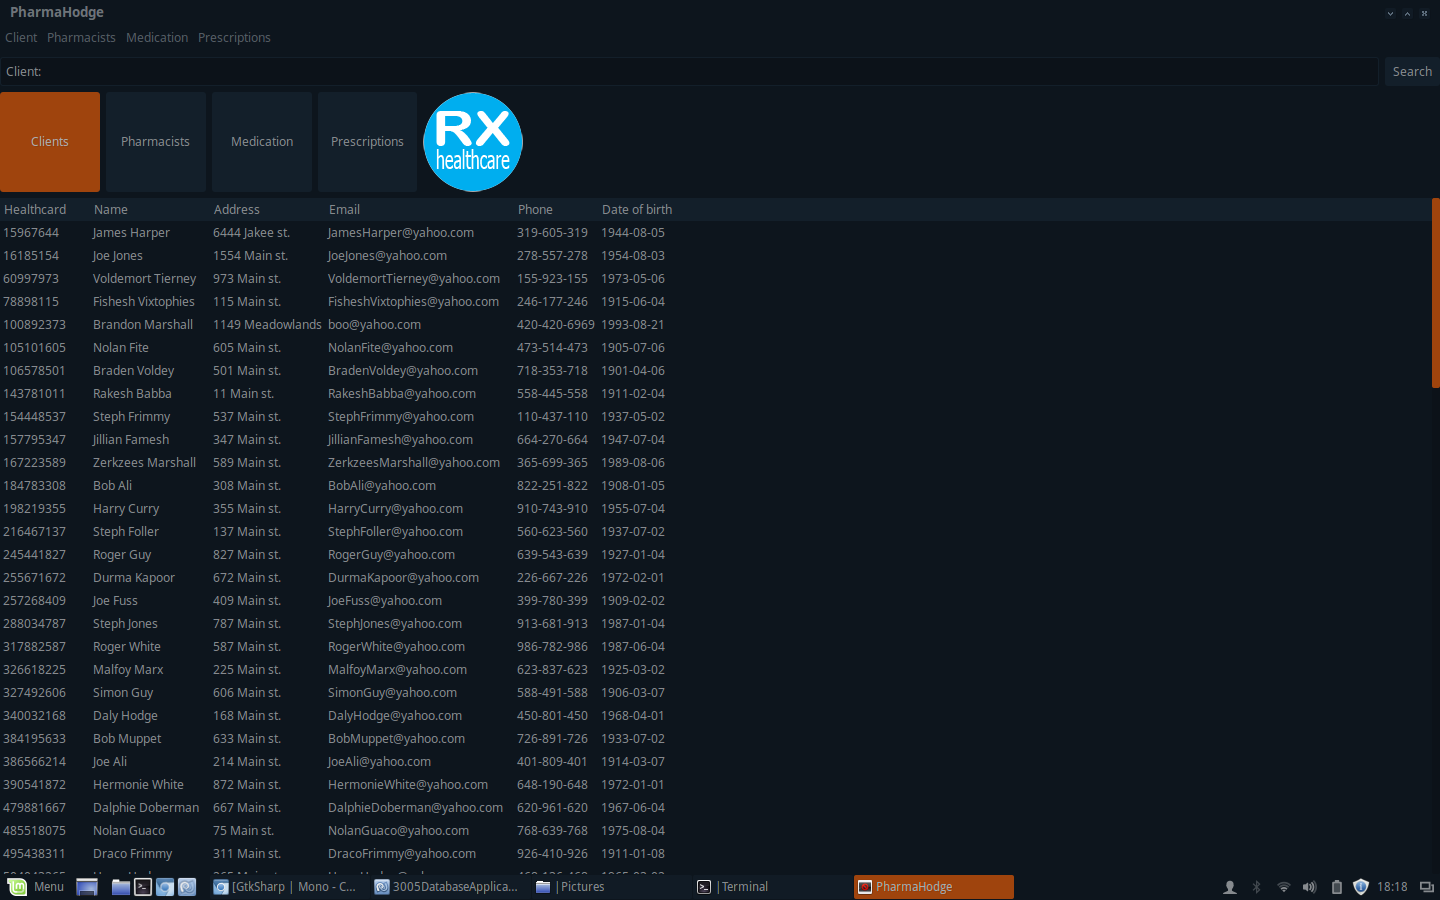 PharmaHodge
Client Pharmacists Medication Prescriptions
Client: Search
Clients Pharmacists Medication Prescriptions RX
healthcare
Healthcard Name Address Email Phone Date of birth
15967644 James Harper 6444 Jakee st. JamesHarper@yahoo.com 319-605-319 1944-08-05
16185154 Joe Jones 1554 Main st. JoeJones@yahoo.com 278-557-278 1954-08-03
60997973 Voldemort Tierney 973 Main st. VoldemortTierney@yahoo.com 155-923-155 1973-05-06
78898115 Fishesh Vixtophies 115 Main st. FisheshVixtophies@yahoo.com 246-177-246 1915-06-04
100892373 Brandon Marshall 1149 Meadowlands boo@yahoo.com 420-420-6969 1993-08-21
105101605 Nolan Fite 605 Main st. NolanFite@yahoo.com 473-514-473 1905-07-06
106578501 Braden Voldey 501 Main st. BradenVoldey@yahoo.com 718-353-718 1901-04-06
143781011 Rakesh Babba 11 Main st. RakeshBabba@yahoo.com 558-445-558 1911-02-04
154448537 Steph Frimmy 537 Main st. StephFrimmy@yahoo.com 110-437-110 1937-05-02
157795347 Jillian Famesh 347 Main st. JillianFamesh@yahoo.com 664-270-664 1947-07-04
167223589 Zerkzees Marshall 589 Main st. ZerkzeesMarshall@yahoo.com 365-699-365 1989-08-06
184783308 Bob Ali 308 Main st. BobAli@yahoo.com 822-251-822 1908-01-05
198219355 Harry Curry 355 Main st. HarryCurry@yahoo.com 910-743-910 1955-07-04
216467137 Steph Foller 137 Main st. StephFoller@yahoo.com 560-623-560 1937-07-02
245441827 Roger Guy 827 Main st. RogerGuy@yahoo.com 639-543-639 1927-01-04
255671672 Durma Kapoor 672 Main st. DurmaKapoor@yahoo.com 226-667-226 1972-02-01
257268409 Joe Fuss 409 Main st. JoeFuss@yahoo.com 399-780-399 1909-02-02
288034787 Steph Jones 787 Main st. StephJones@yahoo.com 913-681-913 1987-01-04
317882587 Roger White 587 Main st. RogerWhite@yahoo.com 986-782-986 1987-06-04
326618225 Malfoy Marx 225 Main st. MalfoyMarx@yahoo.com 623-837-623 1925-03-02
327492606 Simon Guy 606 Main st. SimonGuy@yahoo.com 588-491-588 1906-03-07
340032168 Daly Hodge 168 Main st. DalyHodge@yahoo.com 450-801-450 1968-04-01
384195633 Bob Muppet 633 Main st. BobMuppet@yahoo.com 726-891-726 1933-07-02
386566214 Joe Ali 214 Main st. JoeAli@yahoo.com 401-809-401 1914-03-07
390541872 Hermonie White 872 Main st. HermonieWhite@yahoo.com 648-190-648 1972-01-01
479881667 Dalphie Doberman 667 Main st. DalphieDoberman@yahoo.com 620-961-620 1967-06-04
485518075 Nolan Guaco 75 Main st. NolanGuaco@yahoo.com 768-639-768 1975-08-04
495438311 Draco Frimmy 311 Main st. DracoFrimmy@yahoo.com 926-410-926 1911-01-08
Menu [GtkSharp | Mono - C... 3005DatabaseApplica... |Pictures |Terminal PharmaHodge 18:18